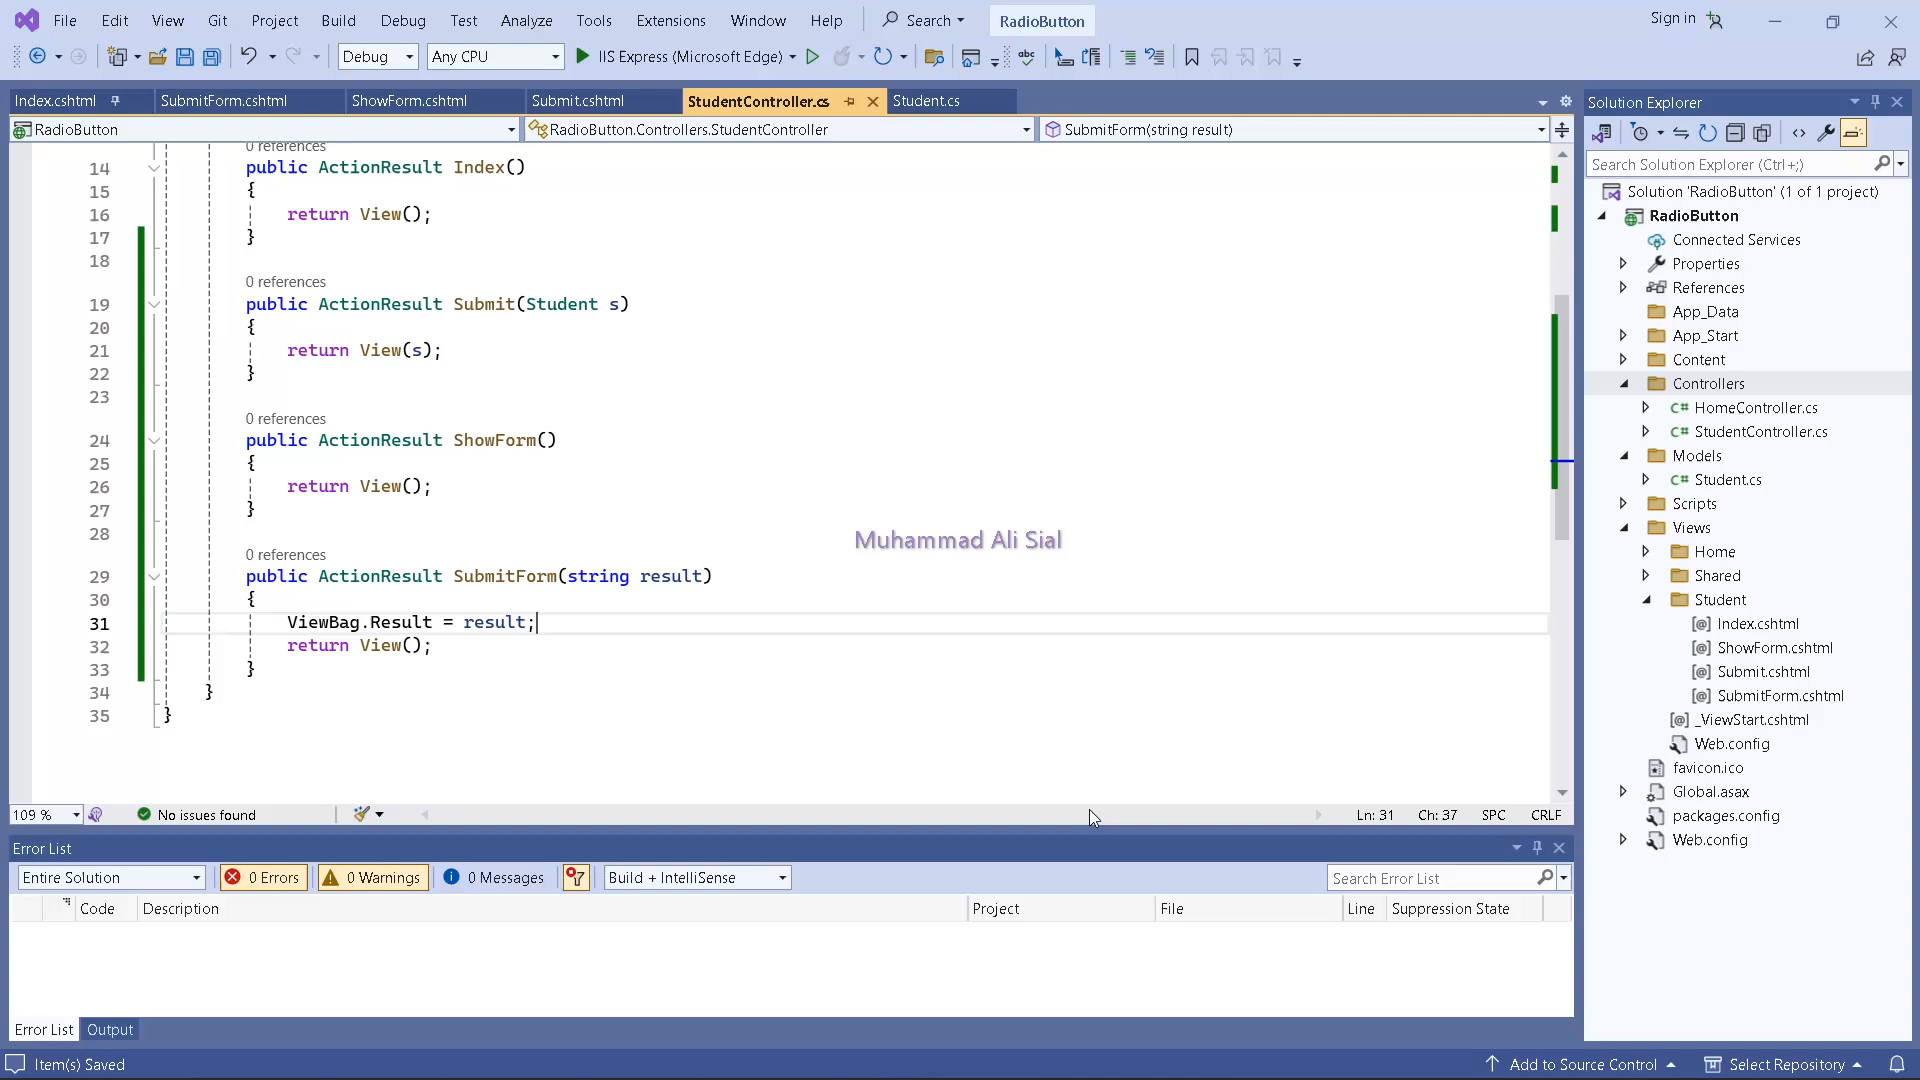 File Edit View Git Project Build Debug Test Analyze Tools Extensions Window Help Search RadioButton Sign in
Debug Any CPU IIS Express (Microsoft Edge)
Index.cshtml SubmitForm.cshtml ShowForm.cshtml Submit.cshtml StudentController.cs Student.cs
RadioButton RadioButton.Controllers.StudentController SubmitForm(string result)
0 references
14 public ActionResult Index()
15 {
16 return View();
17 }
18
0 references
19 public ActionResult Submit(Student s)
20 {
21 return View(s);
22 }
23
0 references
24 public ActionResult ShowForm()
25 {
26 return View();
27 }
28
0 references
29 public ActionResult SubmitForm(string result)
30 {
31 ViewBag.Result = result;
32 return View();
33 }
34 }
35 }
Muhammad Ali Sial
109 % No issues found Ln: 31 Ch: 37 SPC CRLF
Error List
Entire Solution 0 Errors 0 Warnings 0 Messages Build + IntelliSense Search Error List
Code Description Project File Line Suppression State
Error List Output
Item(s) Saved Add to Source Control Select Repository
Solution Explorer
Search Solution Explorer (Ctrl+;)
Solution 'RadioButton' (1 of 1 project)
RadioButton
Connected Services
Properties
References
App_Data
App_Start
Content
Controllers
C# HomeController.cs
C# StudentController.cs
Models
C# Student.cs
Scripts
Views
Home
Shared
Student
[@] Index.cshtml
[@] ShowForm.cshtml
[@] Submit.cshtml
[@] SubmitForm.cshtml
[@] _ViewStart.cshtml
Web.config
favicon.ico
Global.asax
packages.config
Web.config